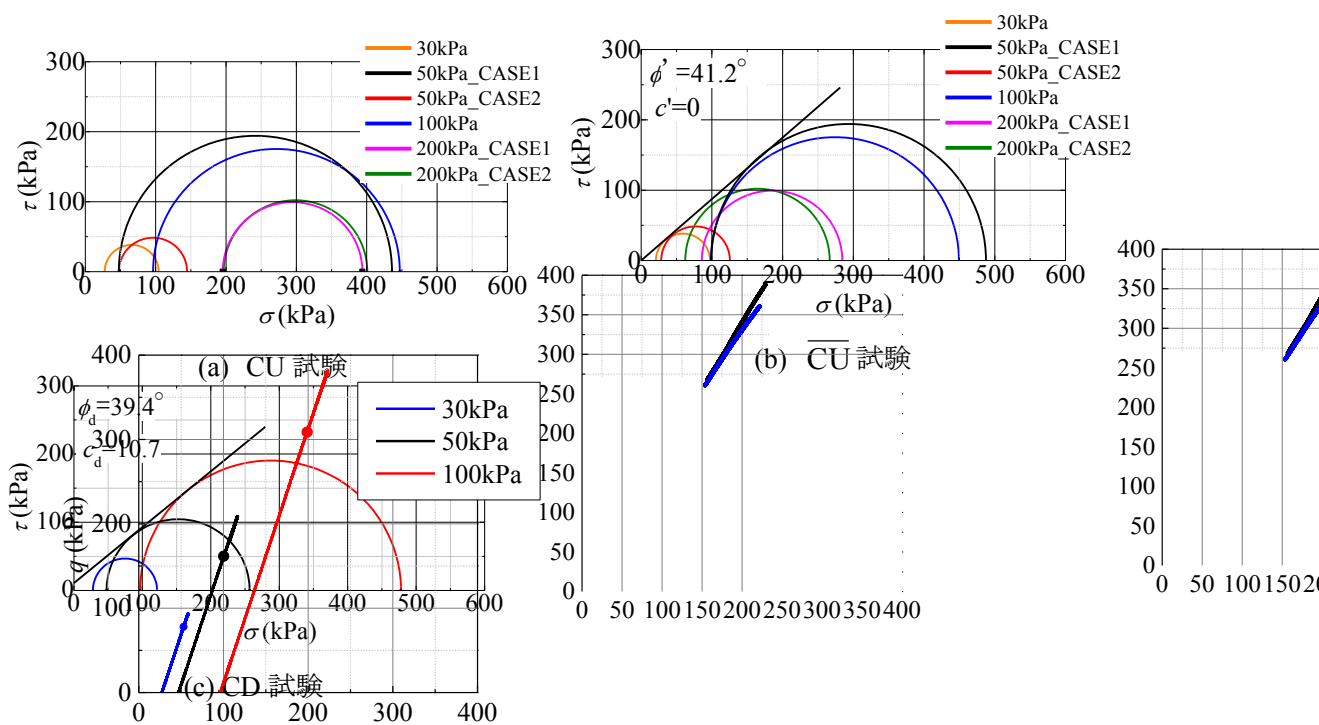 300
200
100
0
τ(kPa)
0 100 200 300 400 500 600
σ(kPa)
30kPa
50kPa_CASE1
50kPa_CASE2
100kPa
200kPa_CASE1
200kPa_CASE2
(a) CU 試験
300
200
100
0
τ(kPa)
ϕ'=41.2°
c'=0
0 100 200 300 400 500 600
σ(kPa)
30kPa
50kPa_CASE1
50kPa_CASE2
100kPa
200kPa_CASE1
200kPa_CASE2
(b) C̅U̅ 試験
300
200
100
0
τ(kPa)
ϕd=39.4°
cd=10.7
0 100 200 300 400 500 600
σ(kPa)
30kPa
50kPa
100kPa
(c) CD 試験
400
300
200
100
0
q(kPa)
0 100 200 300 400
400
350
300
250
200
150
100
50
0
0 50 100 150 200 250 300 350 400
400
350
300
250
200
150
100
50
0
0 50 100 150 20